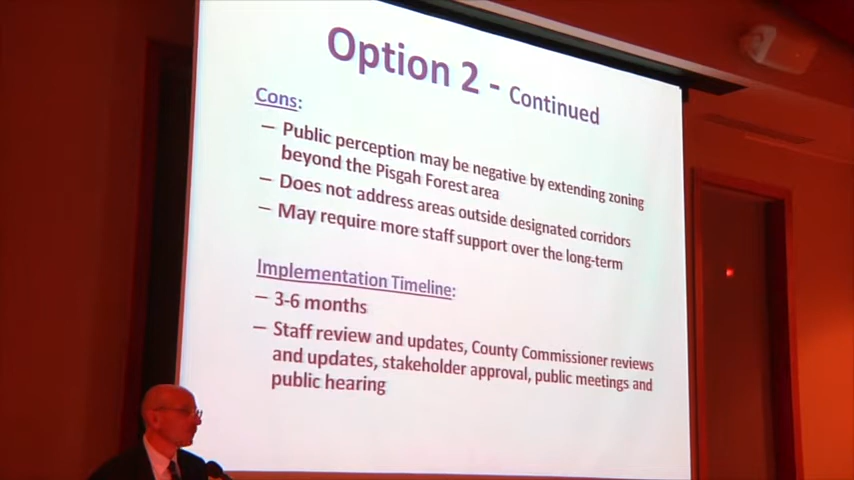 Option 2 - Continued
Cons:
– Public perception may be negative by extending zoning
beyond the Pisgah Forest area
– Does not address areas outside designated corridors
– May require more staff support over the long-term
Implementation Timeline:
– 3-6 months
– Staff review and updates, County Commissioner reviews
and updates, stakeholder approval, public meetings and
public hearing